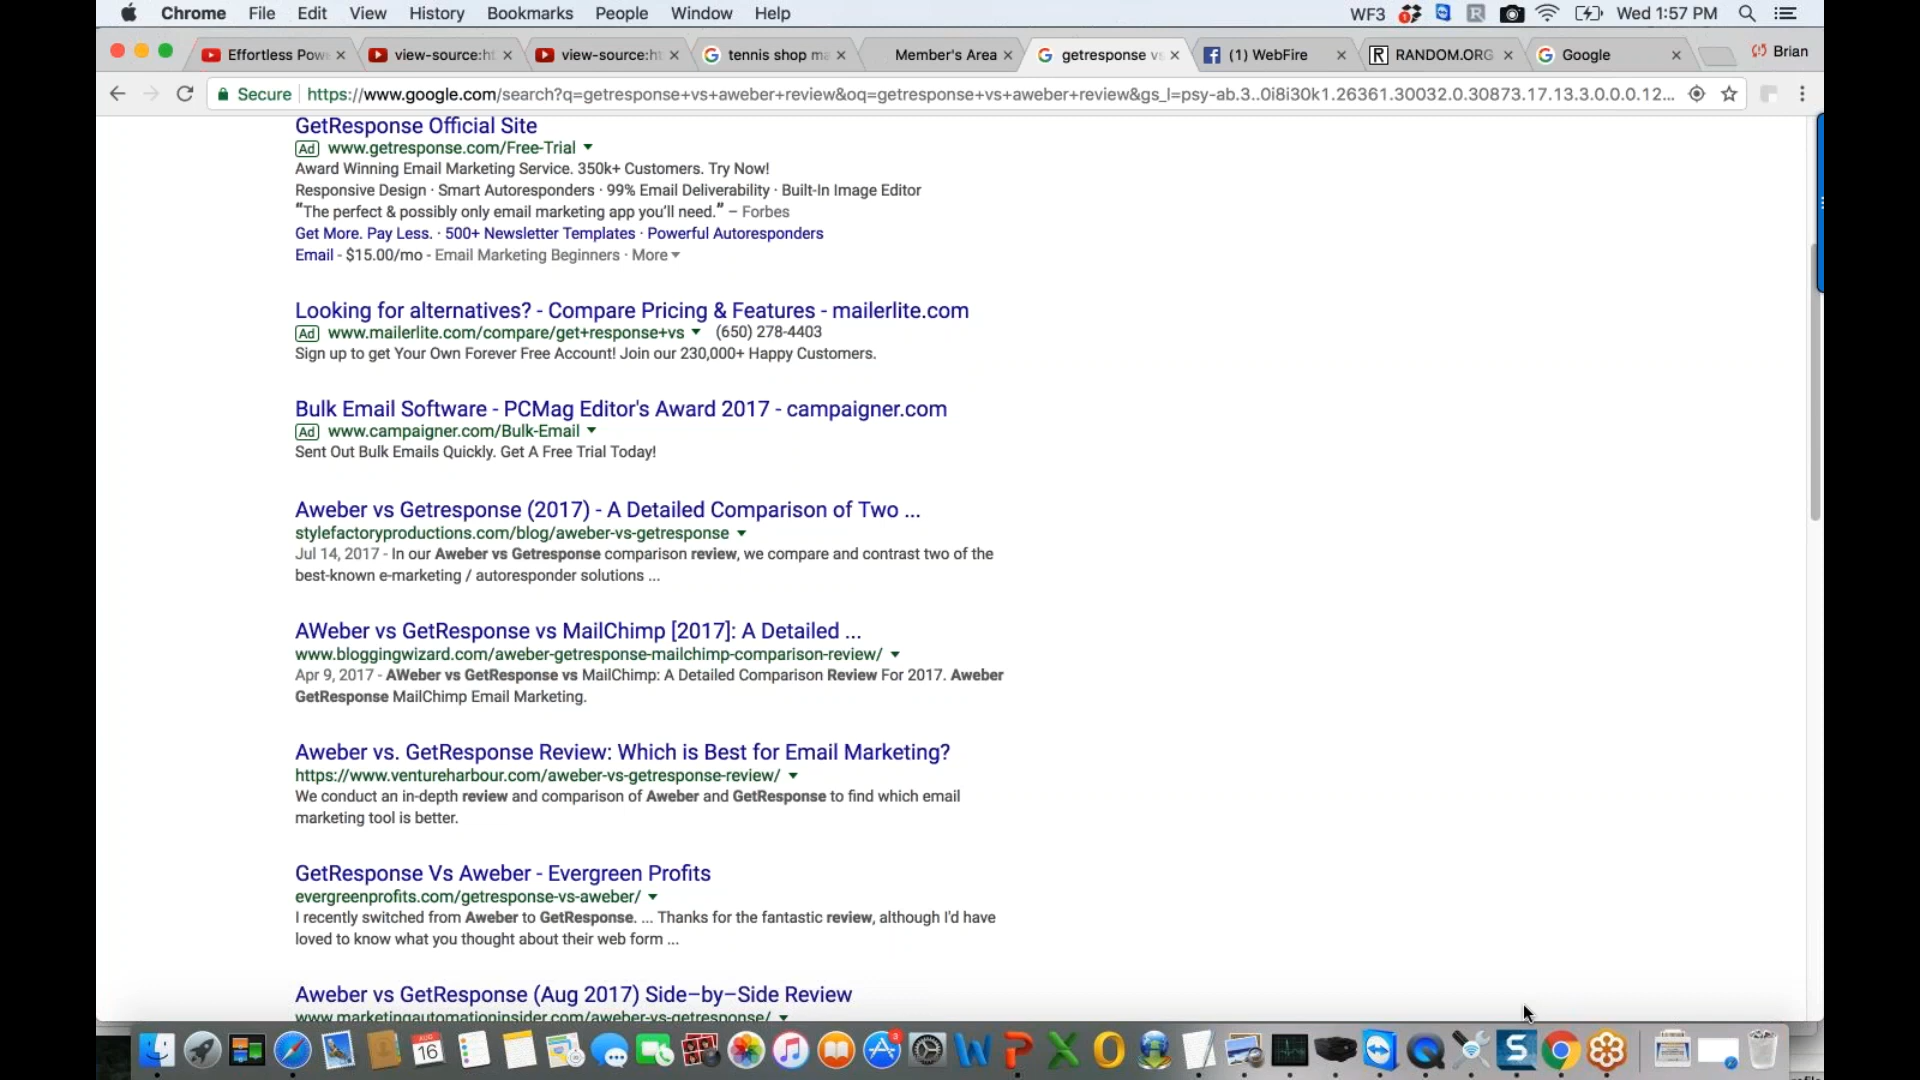 Chrome File Edit View History Bookmarks People Window Help WF3 Wed 1:57 PM
Effortless Pow view-source:ht view-source:ht tennis shop ma Member's Area getresponse vs (1) WebFire RANDOM.ORG Google Brian
Secure https://www.google.com/search?q=getresponse+vs+aweber+review&oq=getresponse+vs+aweber+review&gs_l=psy-ab.3..0i8i30k1.26361.30032.0.30873.17.13.3.0.0.0.12...
GetResponse Official Site
Ad www.getresponse.com/Free-Trial
Award Winning Email Marketing Service. 350k+ Customers. Try Now!
Responsive Design · Smart Autoresponders · 99% Email Deliverability · Built-In Image Editor
“The perfect & possibly only email marketing app you’ll need.” – Forbes
Get More. Pay Less. · 500+ Newsletter Templates · Powerful Autoresponders
Email - $15.00/mo - Email Marketing Beginners · More
Looking for alternatives? - Compare Pricing & Features - mailerlite.com
Ad www.mailerlite.com/compare/get+response+vs (650) 278-4403
Sign up to get Your Own Forever Free Account! Join our 230,000+ Happy Customers.
Bulk Email Software - PCMag Editor's Award 2017 - campaigner.com
Ad www.campaigner.com/Bulk-Email
Sent Out Bulk Emails Quickly. Get A Free Trial Today!
Aweber vs Getresponse (2017) - A Detailed Comparison of Two ...
stylefactoryproductions.com/blog/aweber-vs-getresponse
Jul 14, 2017 - In our Aweber vs Getresponse comparison review, we compare and contrast two of the
best-known e-marketing / autoresponder solutions ...
AWeber vs GetResponse vs MailChimp [2017]: A Detailed ...
www.bloggingwizard.com/aweber-getresponse-mailchimp-comparison-review/
Apr 9, 2017 - AWeber vs GetResponse vs MailChimp: A Detailed Comparison Review For 2017. Aweber
GetResponse MailChimp Email Marketing.
Aweber vs. GetResponse Review: Which is Best for Email Marketing?
https://www.ventureharbour.com/aweber-vs-getresponse-review/
We conduct an in-depth review and comparison of Aweber and GetResponse to find which email
marketing tool is better.
GetResponse Vs Aweber - Evergreen Profits
evergreenprofits.com/getresponse-vs-aweber/
I recently switched from Aweber to GetResponse. ... Thanks for the fantastic review, although I'd have
loved to know what you thought about their web form ...
Aweber vs GetResponse (Aug 2017) Side–by–Side Review
www.marketingautomationinsider.com/aweber-vs-getresponse/
AUG
16